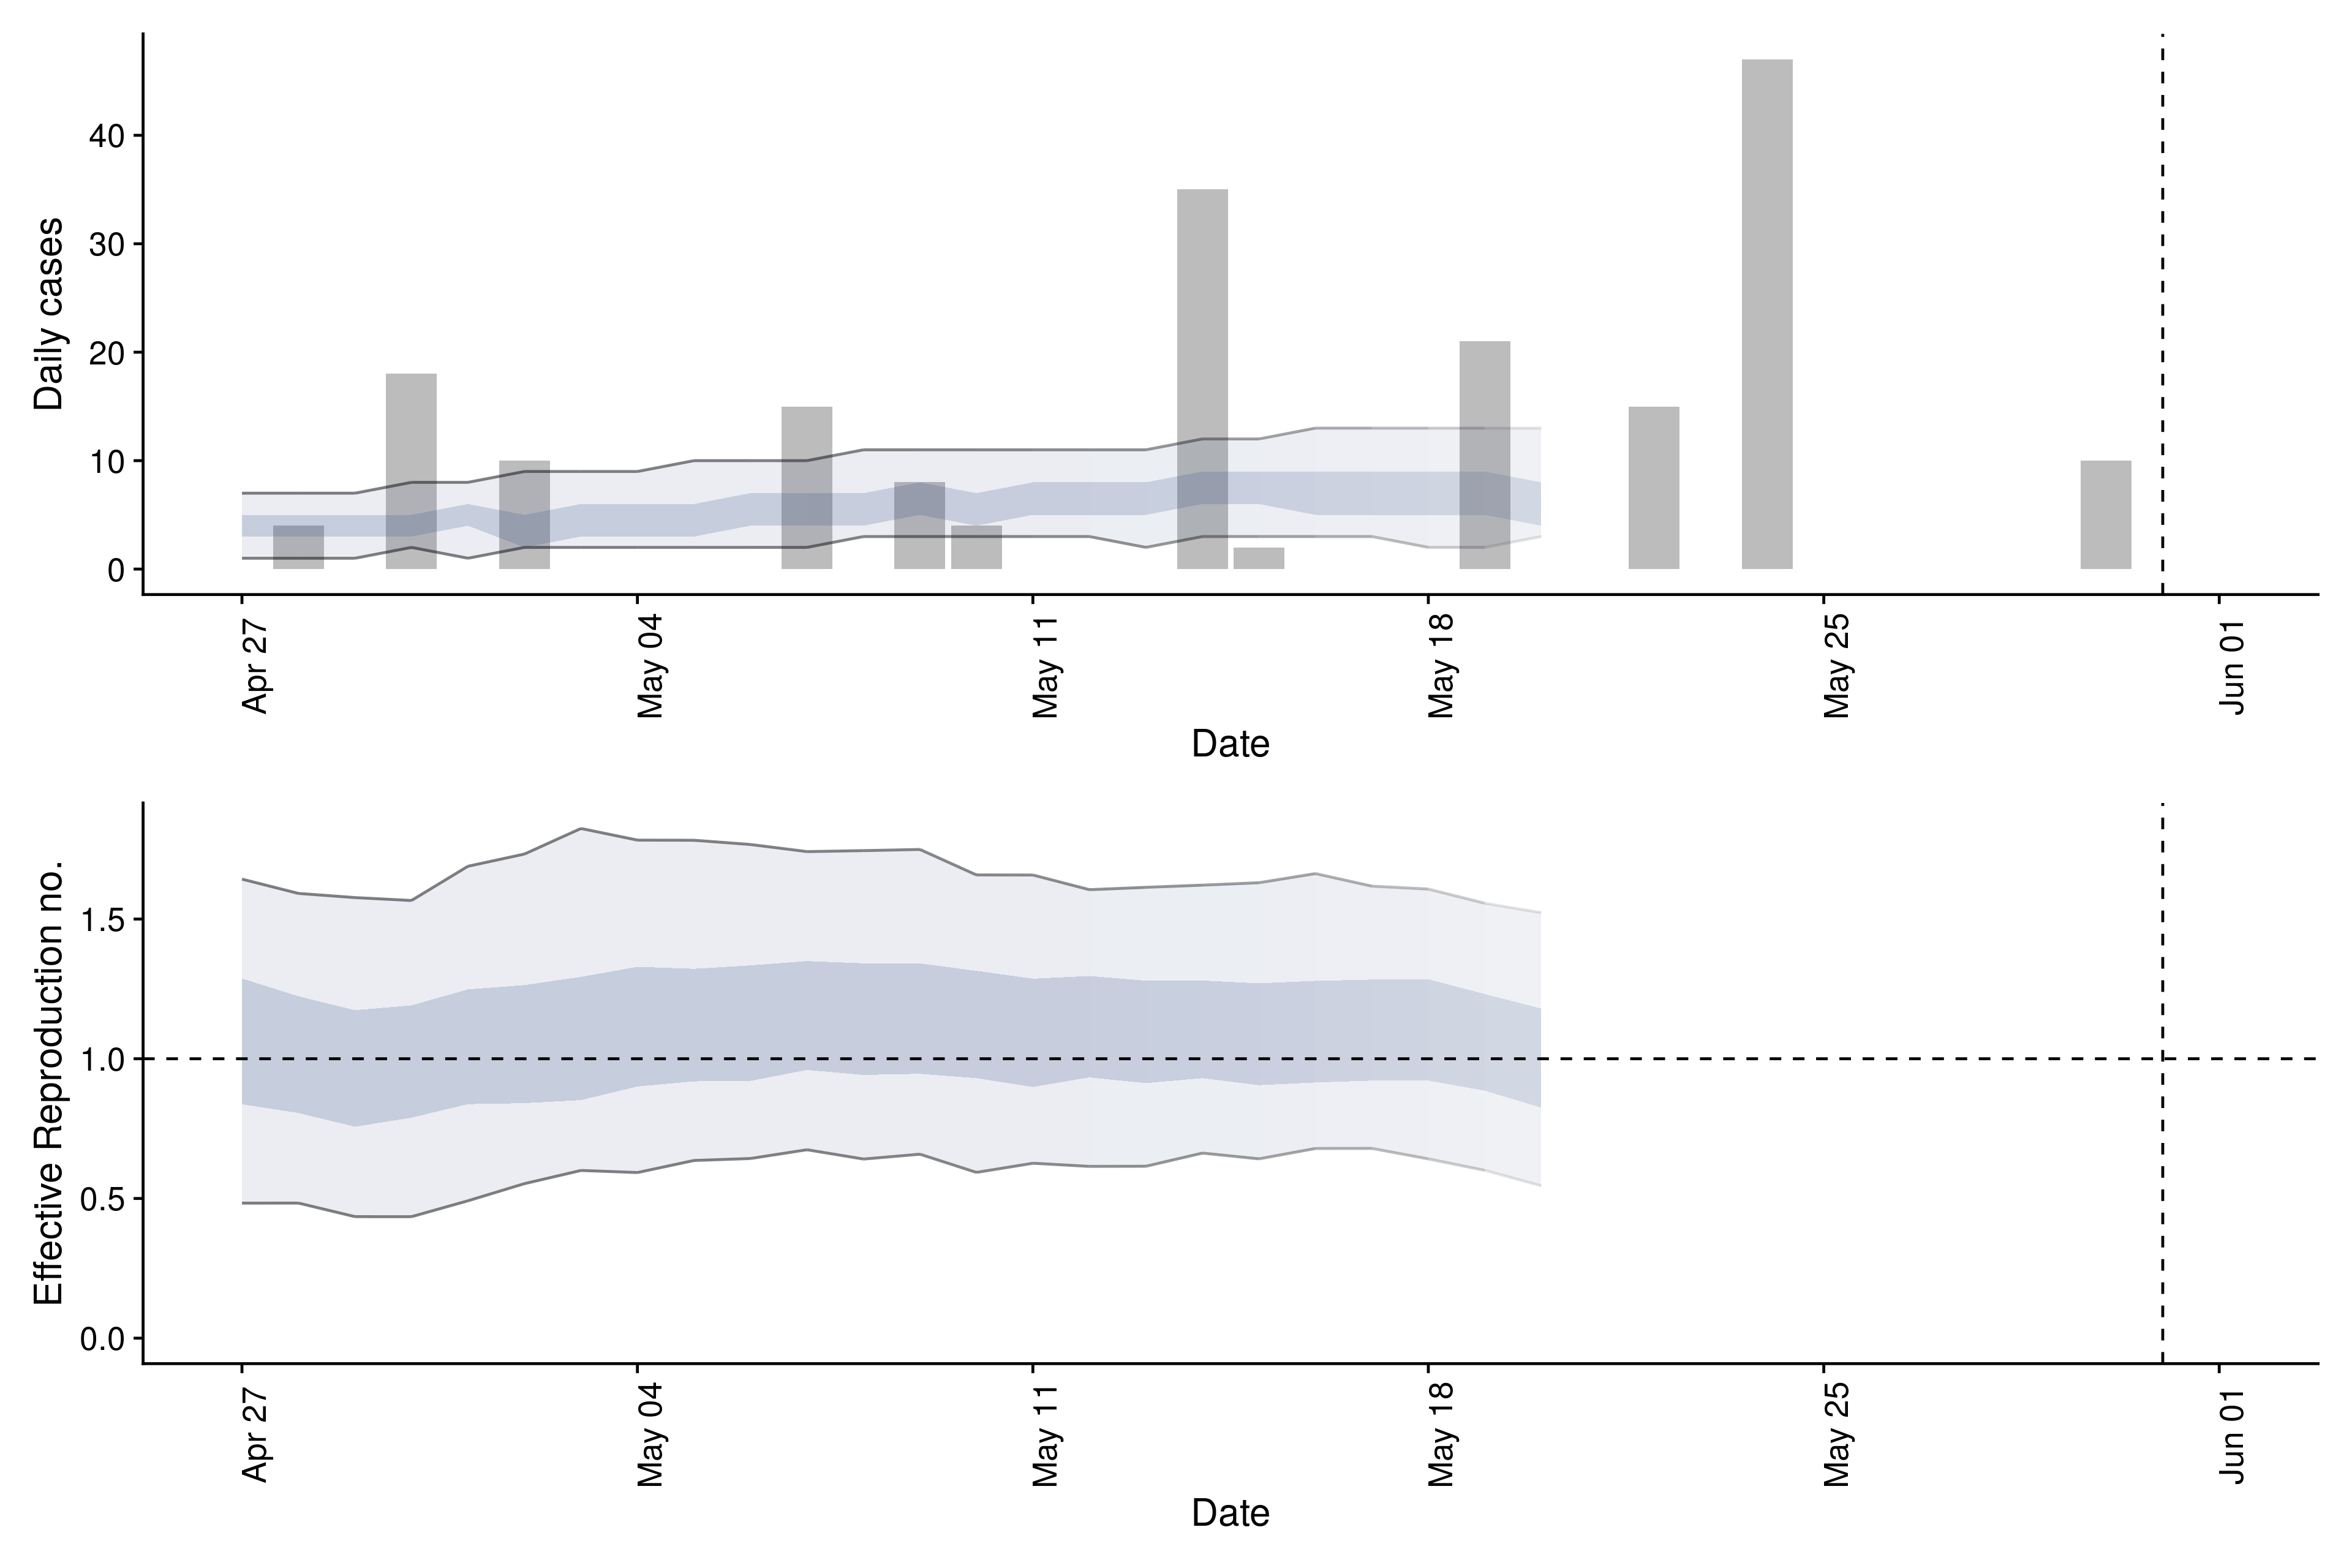 Daily cases
40
30
20
10
0
Apr 27
May 04
May 11
May 18
May 25
Jun 01
Date
Effective Reproduction no.
1.5
1.0
0.5
0.0
Apr 27
May 04
May 11
May 18
May 25
Jun 01
Date